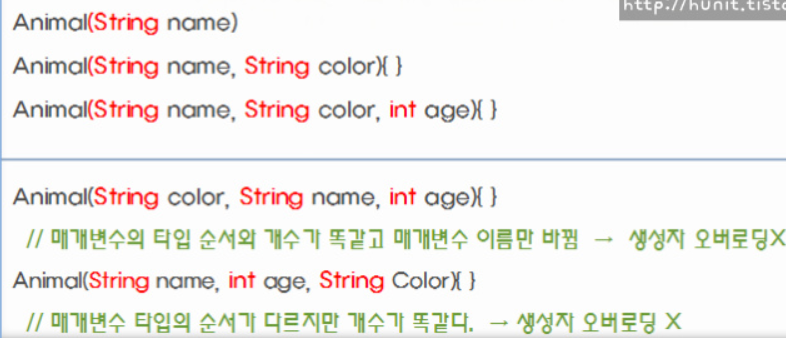 http://hunit.tisto
Animal(String name)
Animal(String name, String color){ }
Animal(String name, String color, int age){ }
Animal(String color, String name, int age){ }
// 매개변수의 타입 순서와 개수가 똑같고 매개변수 이름만 바뀜 → 생성자 오버로딩X
Animal(String name, int age, String Color){ }
// 매개변수 타입의 순서가 다르지만 개수가 똑같다. → 생성자 오버로딩 X